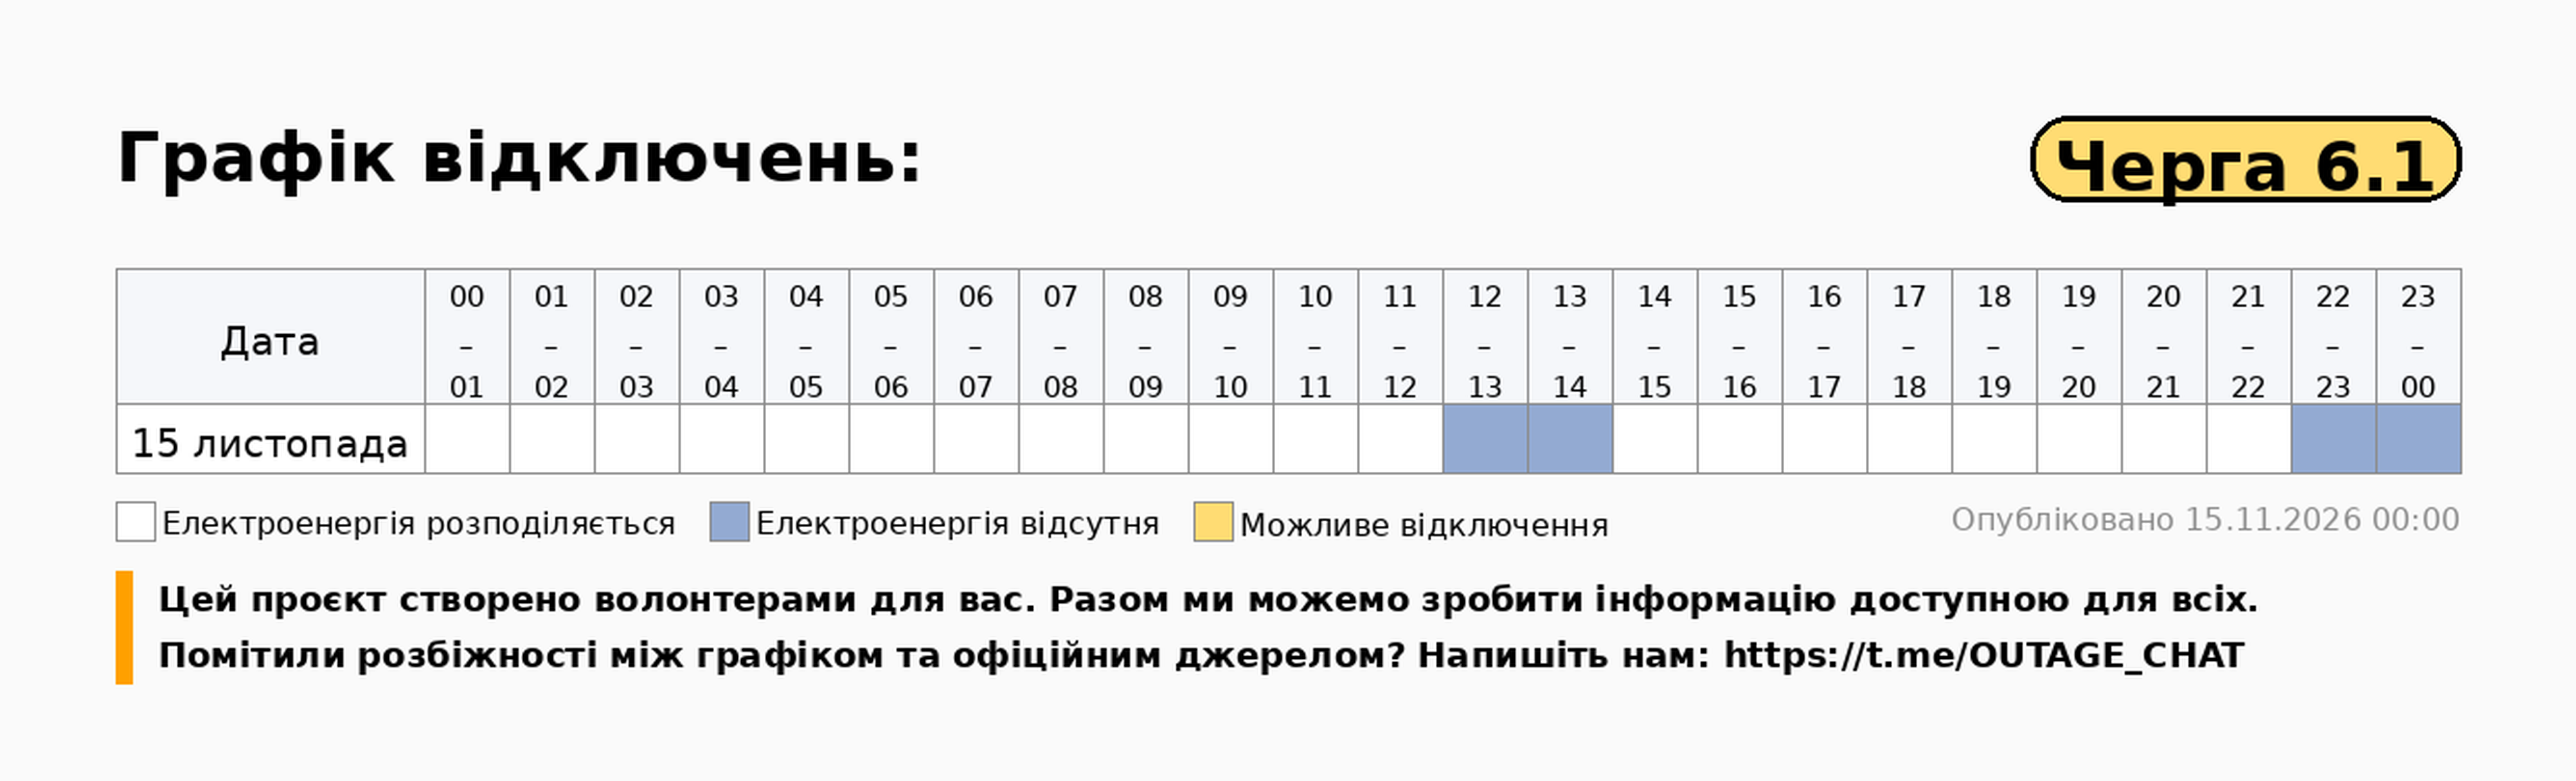 Графік відключень:
Черга 6.1
Дата
00 – 01
01 – 02
02 – 03
03 – 04
04 – 05
05 – 06
06 – 07
07 – 08
08 – 09
09 – 10
10 – 11
11 – 12
12 – 13
13 – 14
14 – 15
15 – 16
16 – 17
17 – 18
18 – 19
19 – 20
20 – 21
21 – 22
22 – 23
23 – 00
15 листопада
Електроенергія розподіляється
Електроенергія відсутня
Можливе відключення
Опубліковано 15.11.2026 00:00
Цей проєкт створено волонтерами для вас. Разом ми можемо зробити інформацію доступною для всіх.
Помітили розбіжності між графіком та офіційним джерелом? Напишіть нам: https://t.me/OUTAGE_CHAT